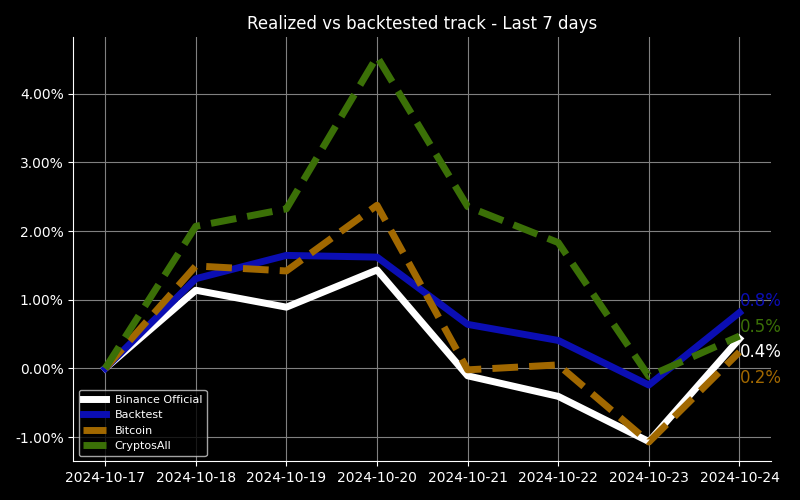 Realized vs backtested track - Last 7 days
4.00%
3.00%
2.00%
1.00%
0.00%
-1.00%
0.8%
0.5%
0.4%
0.2%
Binance Official
Backtest
Bitcoin
CryptosAll
2024-10-17 2024-10-18 2024-10-19 2024-10-20 2024-10-21 2024-10-22 2024-10-23 2024-10-24